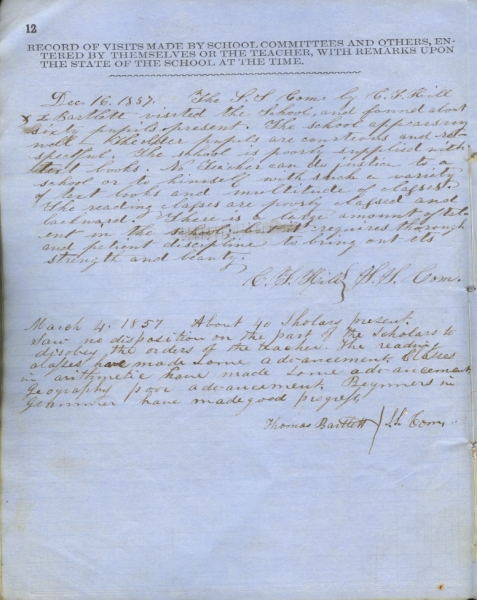 12
RECORD OF VISITS MADE BY SCHOOL COMMITTEES AND OTHERS, EN-
TERED BY THEMSELVES OR THE TEACHER, WITH REMARKS UPON
THE STATE OF THE SCHOOL AT THE TIME.
Dec 16. 1857. The S. S. Com. by C. F. Hill
& T. Bartlett visited the School, and found about
sixty pupils present. The school appears in
well — the older pupils are courteous and res-
pectful. The school is poorly supplied with
text books. No teacher can do justice to a
school or to himself with such a variety
of text books and multitude of classes.
The reading classes are poorly classed and
backward. There is a large amount of tal-
ent in the school; but it requires thorough
and patient discipline to bring out its
strength and beauty.
C. F. Hill } S. S. Com.
March 4. 1857 About 40 Sholars present.
Saw no disposition on the part of the Scholars to
disobey the orders of the teacher. The reading
classes have made some advancement. Classes
in arithmetic have made some advancement
Geography poor advancement. Beginners in
Grammar have made good progress
Thomas Bartlett } S.S. Com.